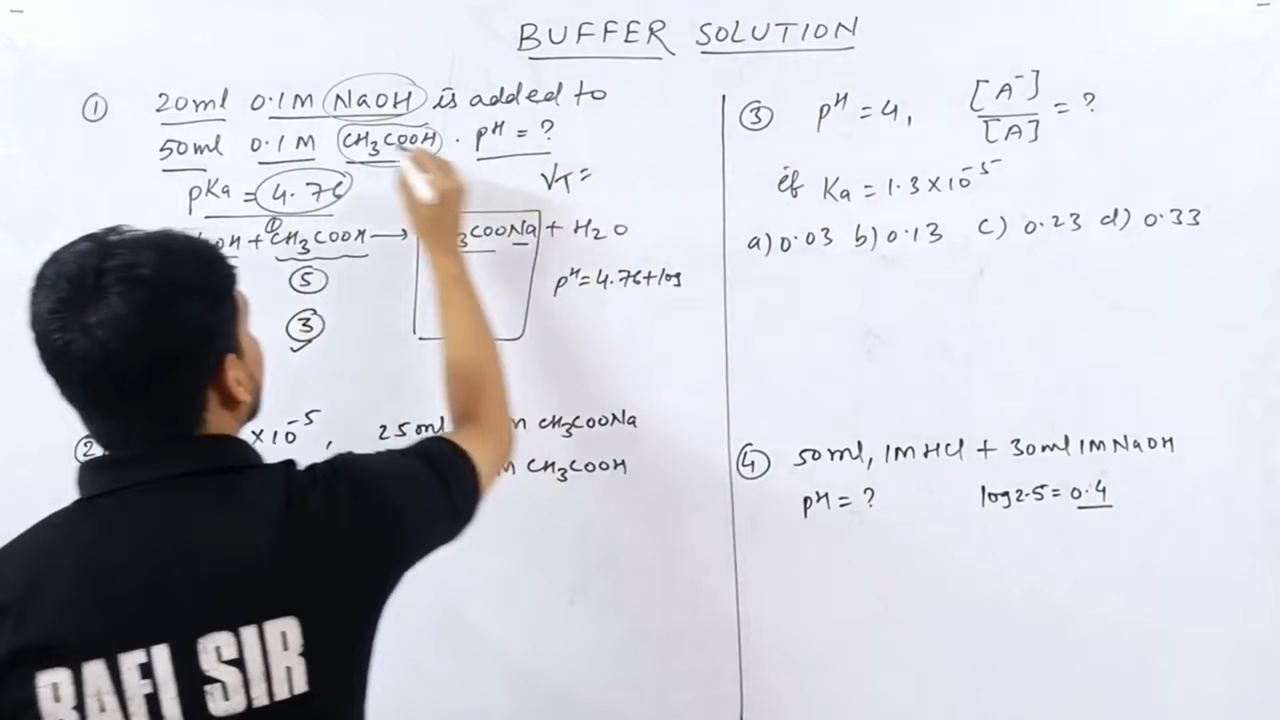 BUFFER SOLUTION
① 20ml 0.1M NaOH is added to
50ml 0.1M CH₃COOH. pH = ?
pKa = 4.76
VT =
OH + CH₃COOH → ₃COONa + H₂O
①
⑤
pH = 4.76 + log
③ ✓
② ×10⁻⁵, 25ml CH₃COONa
CH₃COOH
③ pH = 4, [A⁻]/[A] = ?
if Ka = 1.3×10⁻⁵
a) 0.03 b) 0.13 c) 0.23 d) 0.33
④ 50ml, 1M HCl + 30ml 1M NaOH
pH = ? log 2.5 = 0.4
RAFI SIR